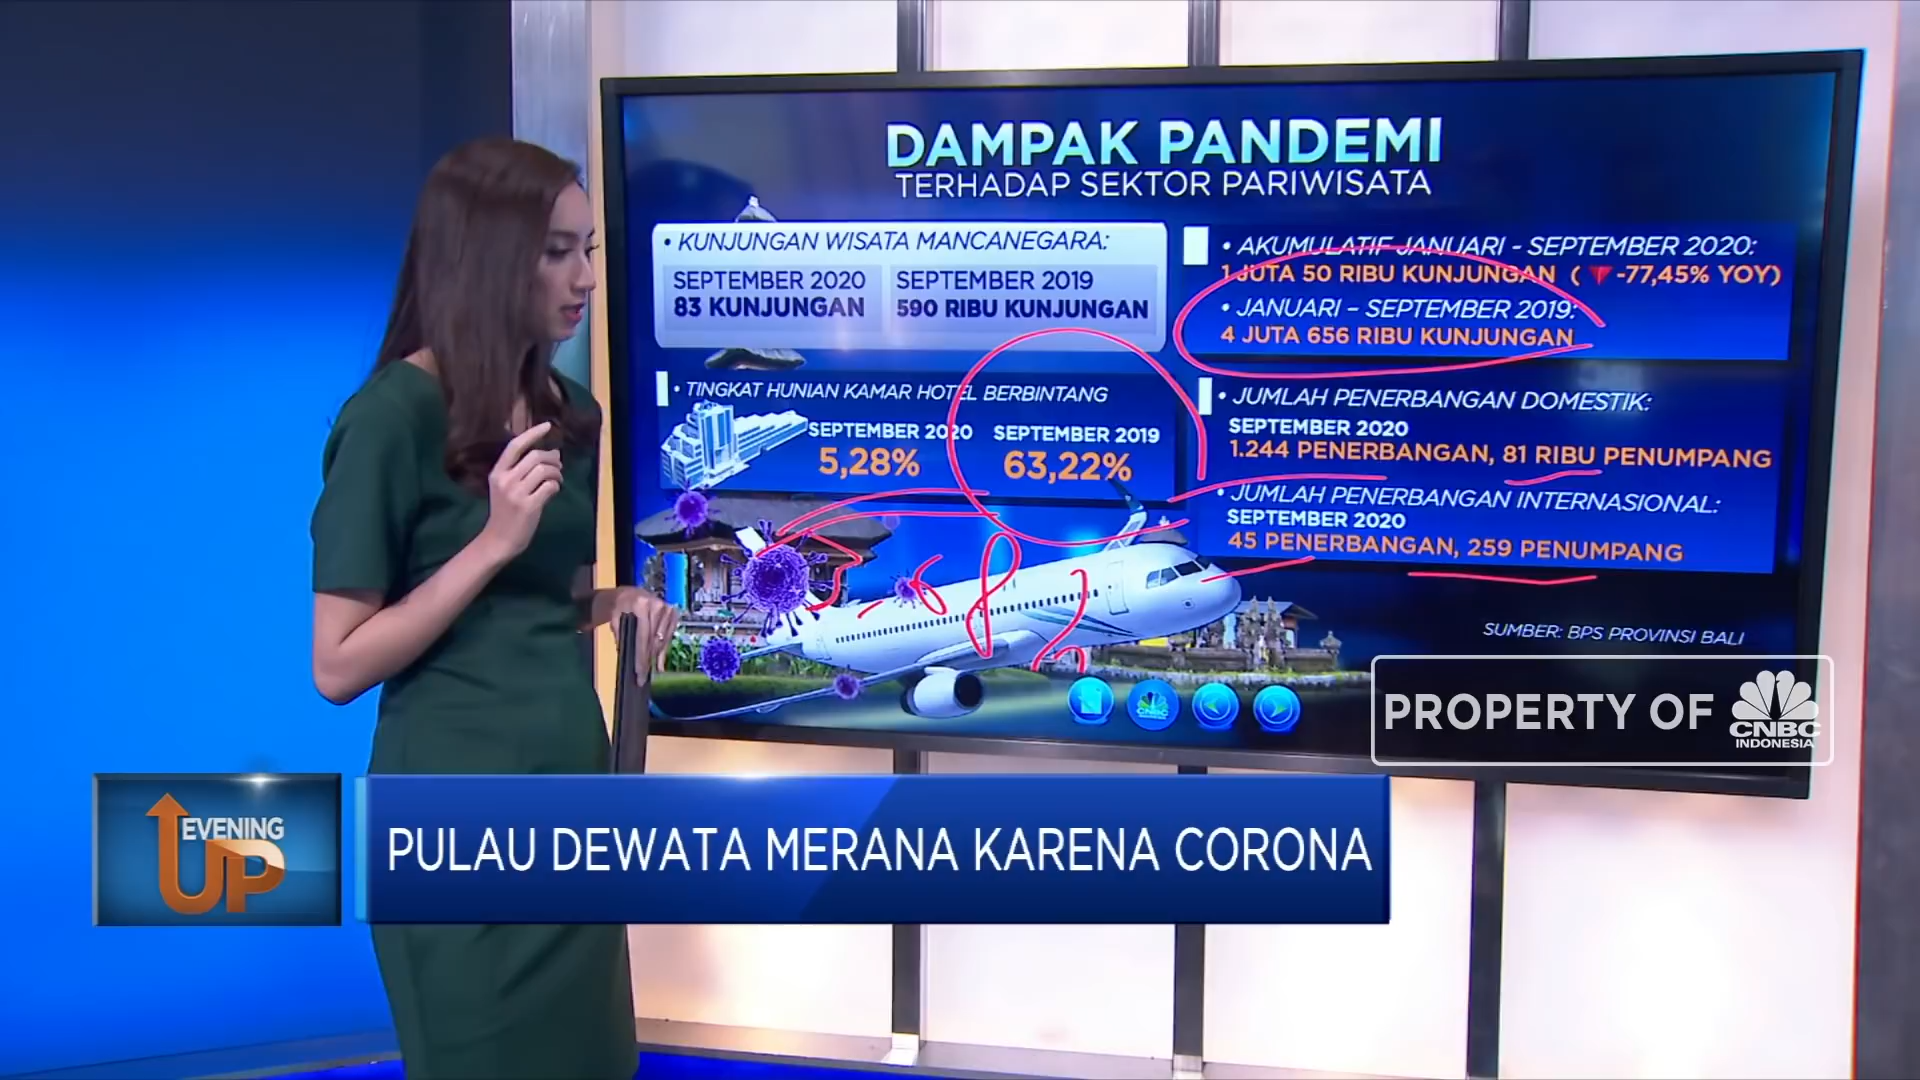 DAMPAK PANDEMI
TERHADAP SEKTOR PARIWISATA
• KUNJUNGAN WISATA MANCANEGARA:
SEPTEMBER 2020
83 KUNJUNGAN
SEPTEMBER 2019
590 RIBU KUNJUNGAN
• AKUMULATIF JANUARI - SEPTEMBER 2020:
1 JUTA 50 RIBU KUNJUNGAN ( -77,45% YOY)
• JANUARI – SEPTEMBER 2019:
4 JUTA 656 RIBU KUNJUNGAN
• TINGKAT HUNIAN KAMAR HOTEL BERBINTANG
SEPTEMBER 2020
5,28%
SEPTEMBER 2019
63,22%
• JUMLAH PENERBANGAN DOMESTIK:
SEPTEMBER 2020
1.244 PENERBANGAN, 81 RIBU PENUMPANG
• JUMLAH PENERBANGAN INTERNASIONAL:
SEPTEMBER 2020
45 PENERBANGAN, 259 PENUMPANG
SUMBER: BPS PROVINSI BALI
PROPERTY OF CNBC
INDONESIA
EVENING
UP
PULAU DEWATA MERANA KARENA CORONA